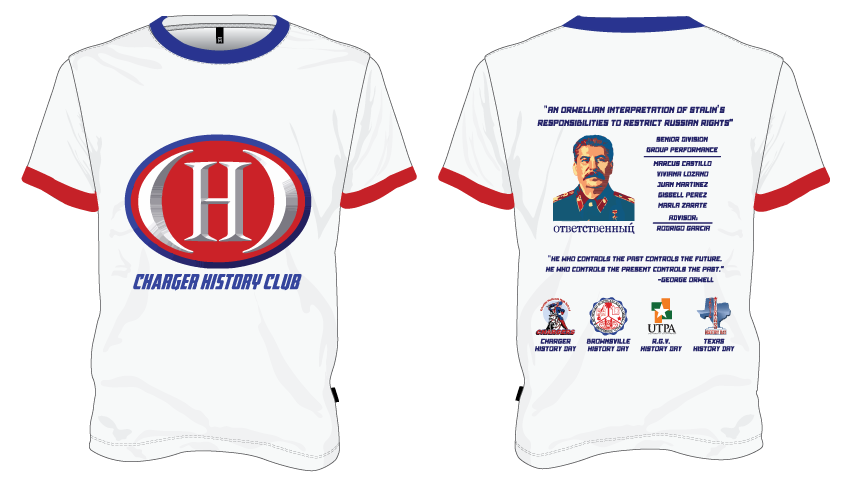 (H)
CHARGER HISTORY CLUB
"AN ORWELLIAN INTERPRETATION OF STALIN'S
RESPONSIBILITIES TO RESTRICT RUSSIAN RIGHTS"
SENIOR DIVISION
GROUP PERFORMANCE
MARCUS CASTILLO
VIVIANA LOZANO
JUAN MARTINEZ
GISSELL PEREZ
MARLA ZARATE
ADVISOR:
RODRIGO GARCIA
ответственный
"HE WHO CONTROLS THE PAST CONTROLS THE FUTURE.
HE WHO CONTROLS THE PRESENT CONTROLS THE PAST."
-GEORGE ORWELL
CHARGERS
UTPA
CHARGER
HISTORY DAY
BROWNSVILLE
HISTORY DAY
R.G.V.
HISTORY DAY
TEXAS
HISTORY DAY